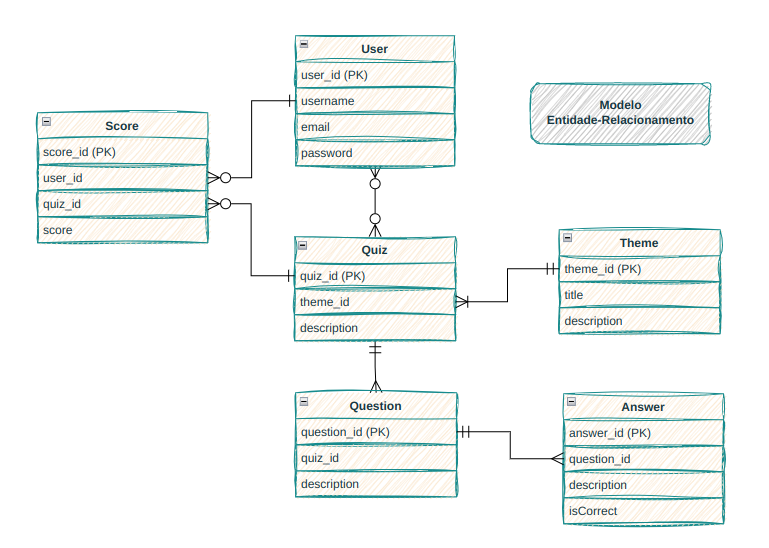 User
user_id (PK)
username
email
password
Modelo
Entidade-Relacionamento
Score
score_id (PK)
user_id
quiz_id
score
Quiz
quiz_id (PK)
theme_id
description
Theme
theme_id (PK)
title
description
Question
question_id (PK)
quiz_id
description
Answer
answer_id (PK)
question_id
description
isCorrect